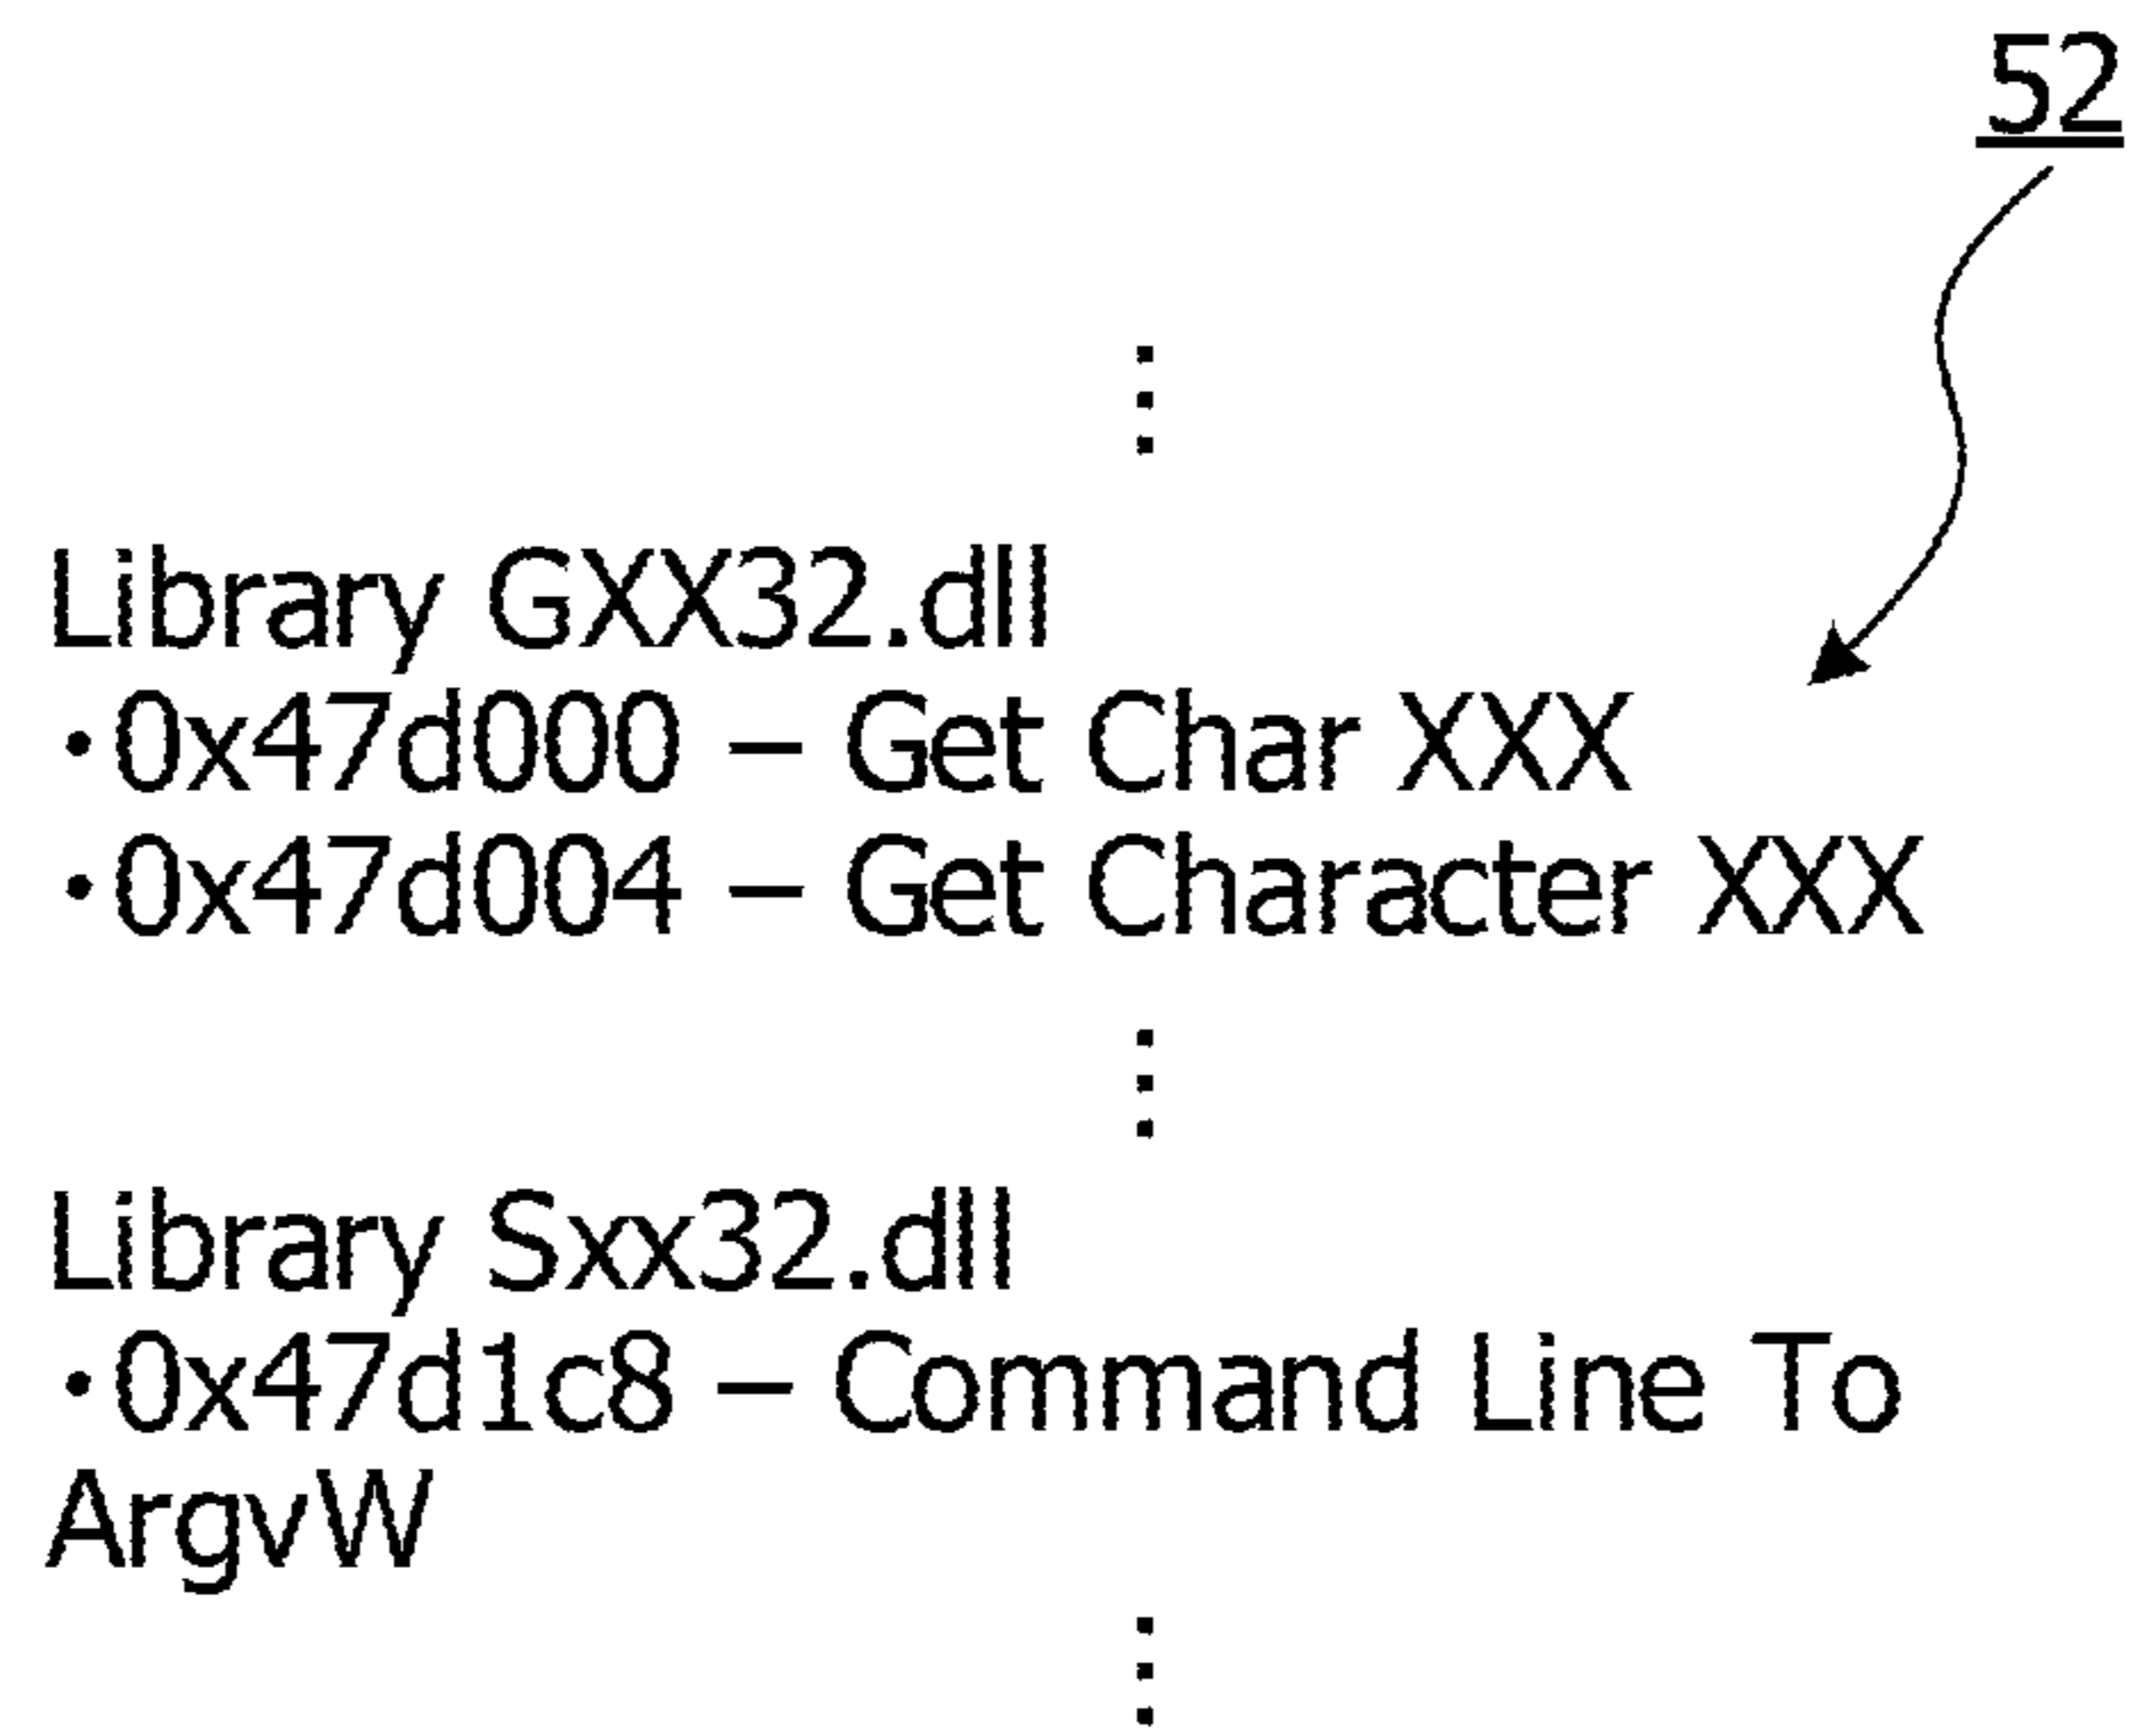 52
Library GXX32.dll
·0x47d000 – Get Char XXX
·0x47d004 – Get Character XXX
Library Sxx32.dll
·0x47d1c8 – Command Line To
ArgvW